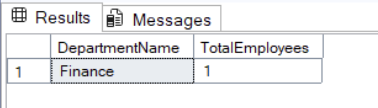 Results Messages
DepartmentName TotalEmployees
1 Finance 1